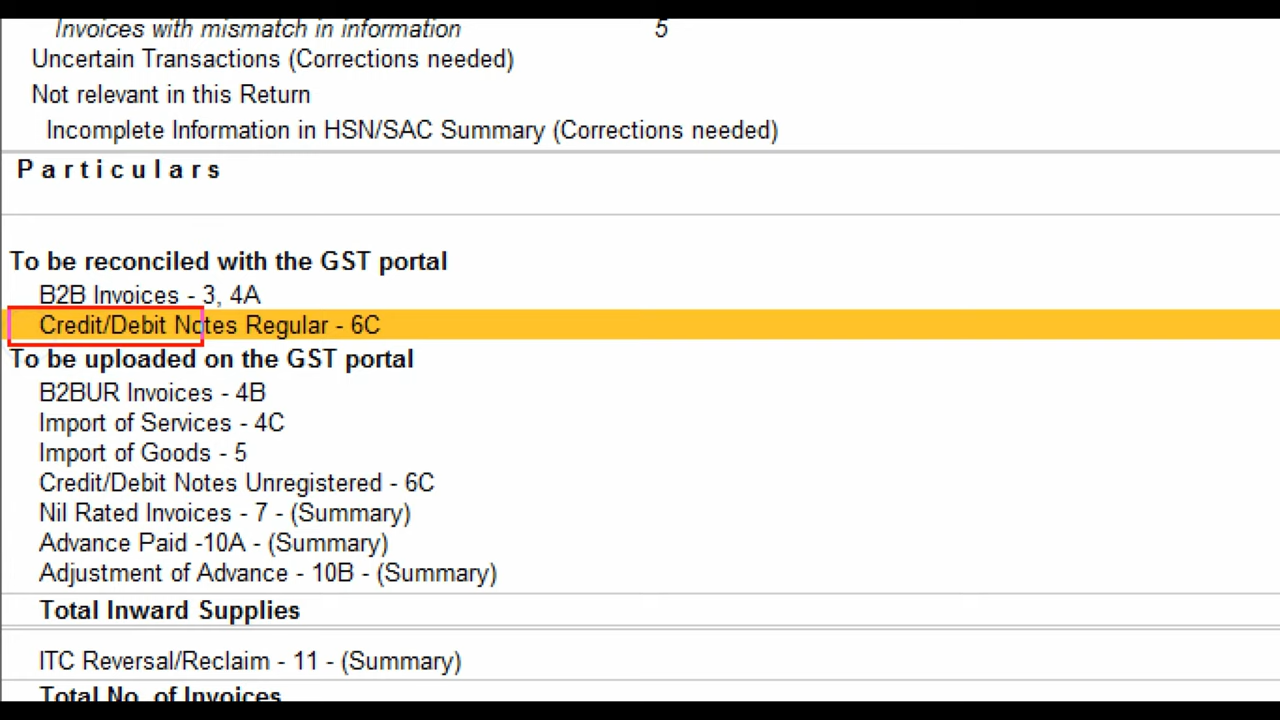 Invoices with mismatch in information 5
Uncertain Transactions (Corrections needed)
Not relevant in this Return
Incomplete Information in HSN/SAC Summary (Corrections needed)
Particulars
To be reconciled with the GST portal
B2B Invoices - 3, 4A
Credit/Debit Notes Regular - 6C
To be uploaded on the GST portal
B2BUR Invoices - 4B
Import of Services - 4C
Import of Goods - 5
Credit/Debit Notes Unregistered - 6C
Nil Rated Invoices - 7 - (Summary)
Advance Paid -10A - (Summary)
Adjustment of Advance - 10B - (Summary)
Total Inward Supplies
ITC Reversal/Reclaim - 11 - (Summary)
Total No. of Invoices